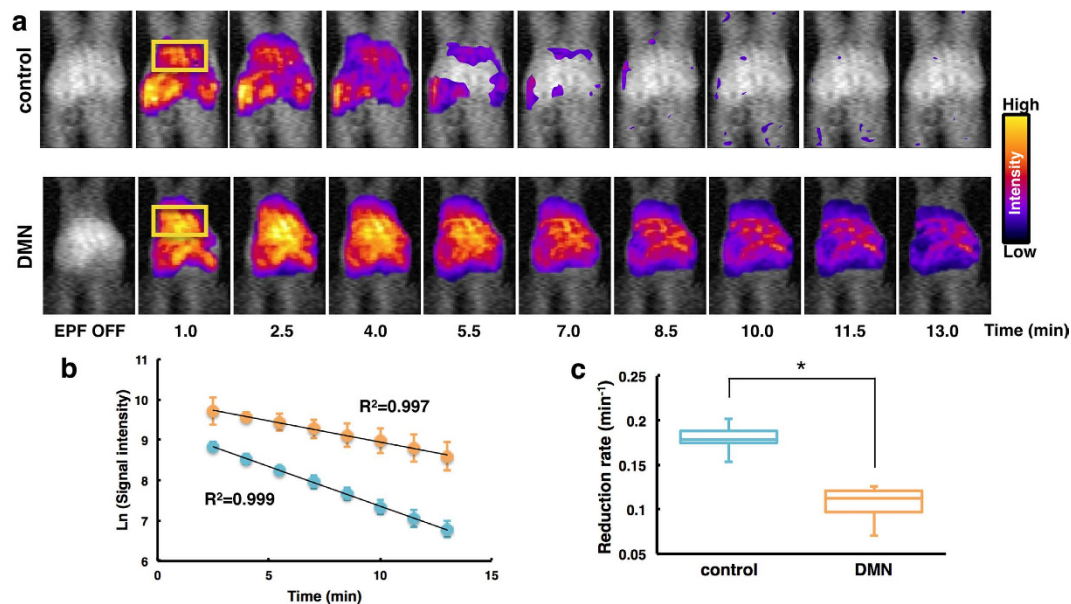 a
control
High
Intensity
Low
DMN
EPF OFF 1.0 2.5 4.0 5.5 7.0 8.5 10.0 11.5 13.0 Time (min)
b
Ln (Signal intensity)
11
10
9
8
7
6
R²=0.997
R²=0.999
0 5 10 15
Time (min)
c
Reduction rate (min⁻¹)
0.25
0.20
0.15
0.1
0.05
*
control DMN